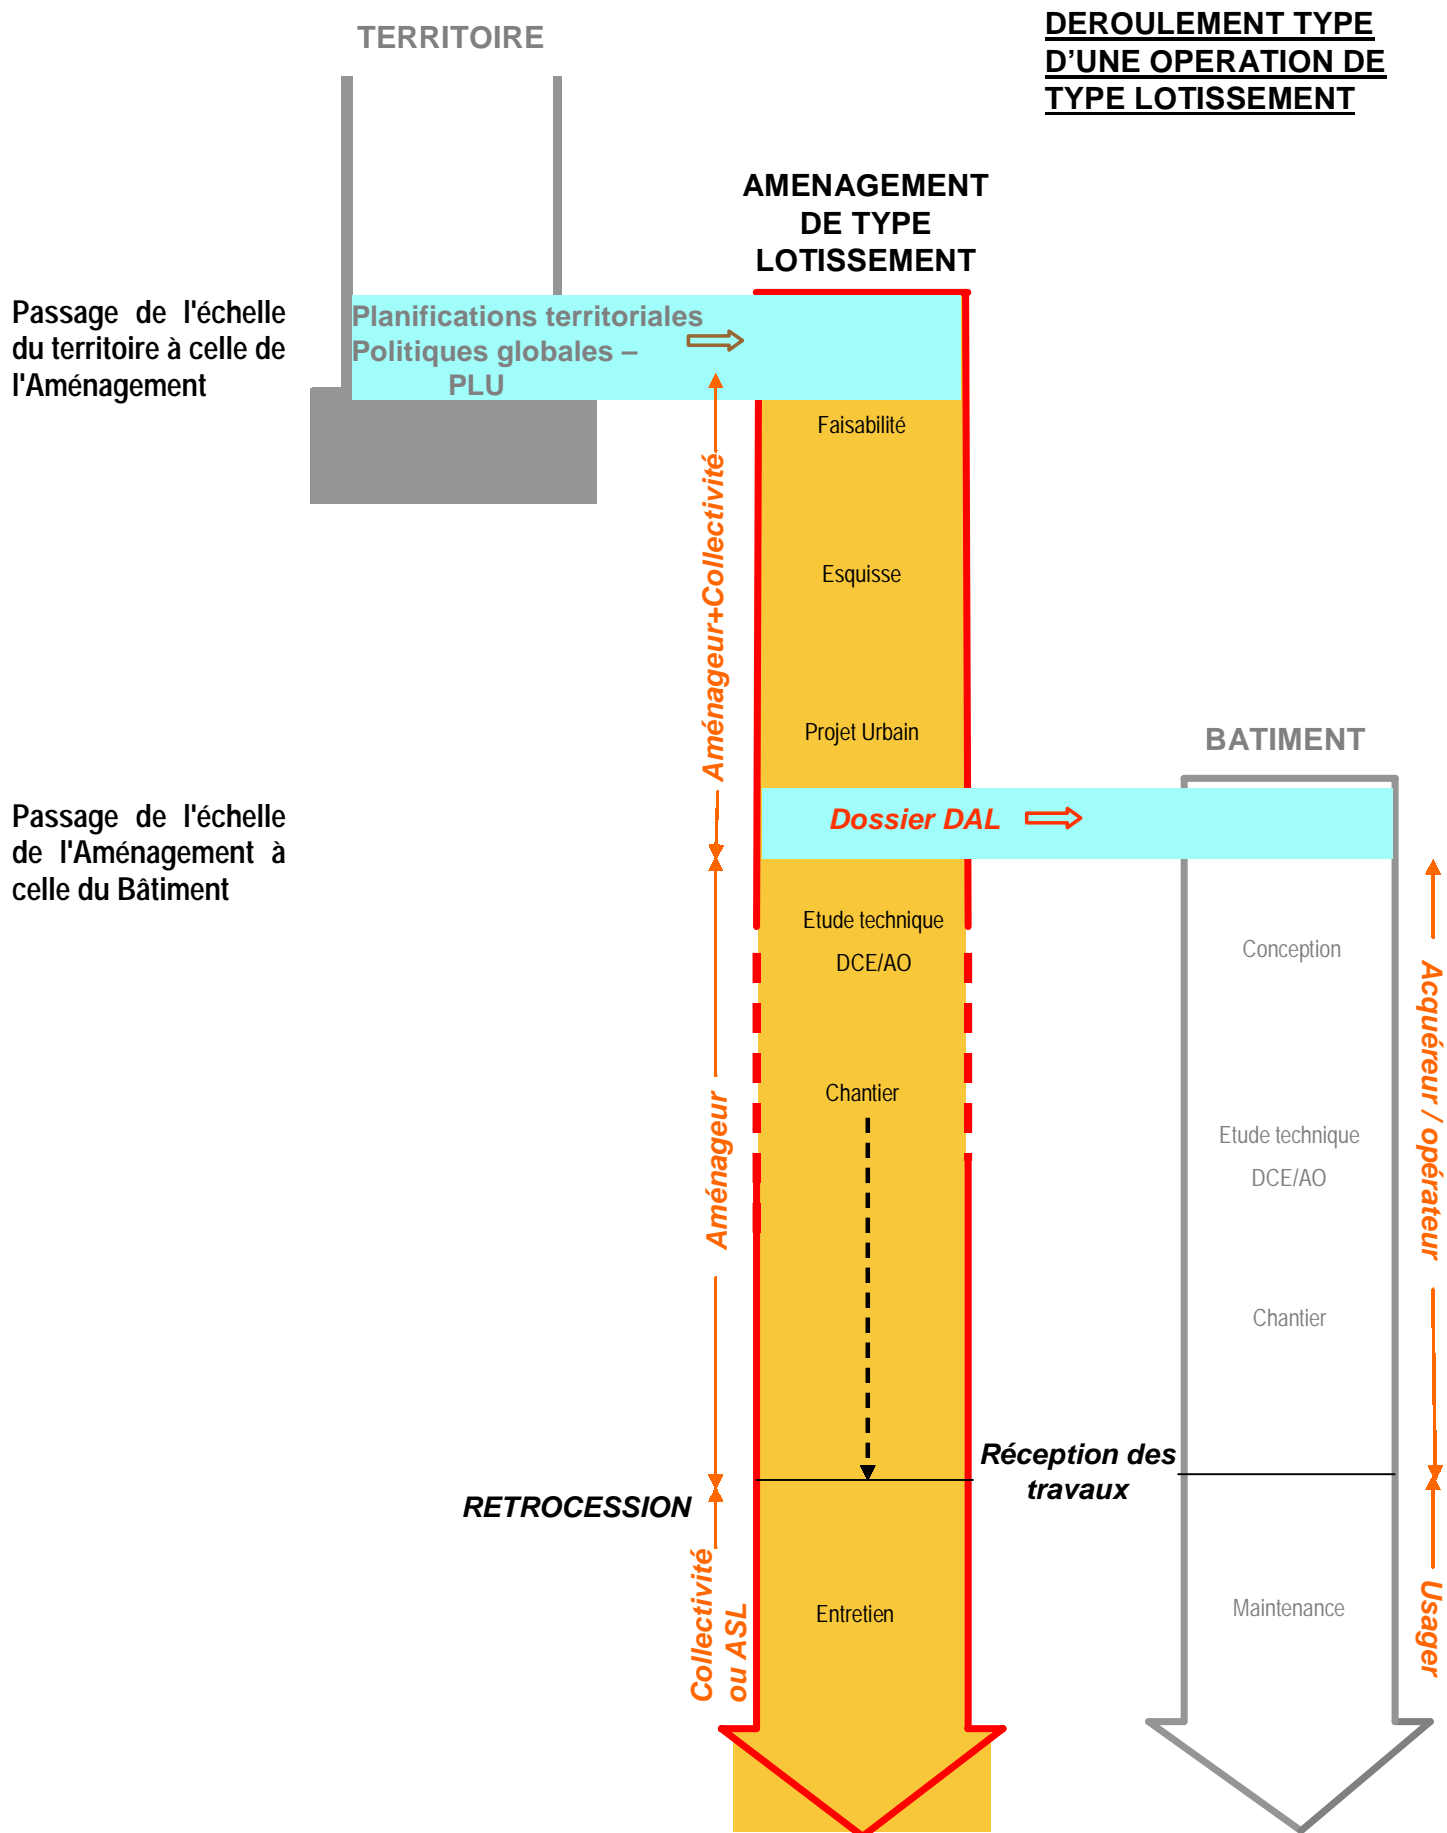 TERRITOIRE
DEROULEMENT TYPE
D’UNE OPERATION DE
TYPE LOTISSEMENT
AMENAGEMENT
DE TYPE
LOTISSEMENT
Passage de l'échelle
du territoire à celle de
l'Aménagement
Planifications territoriales
Politiques globales –
PLU
Faisabilité
Aménageur+Collectivité
Esquisse
Projet Urbain
BATIMENT
Passage de l'échelle
de l'Aménagement à
celle du Bâtiment
Dossier DAL
Etude technique
DCE/AO
Conception
Acquéreur / opérateur
Aménageur
Chantier
Etude technique
DCE/AO
Chantier
Réception des
travaux
RETROCESSION
Collectivité
ou ASL
Entretien
Maintenance
Usager